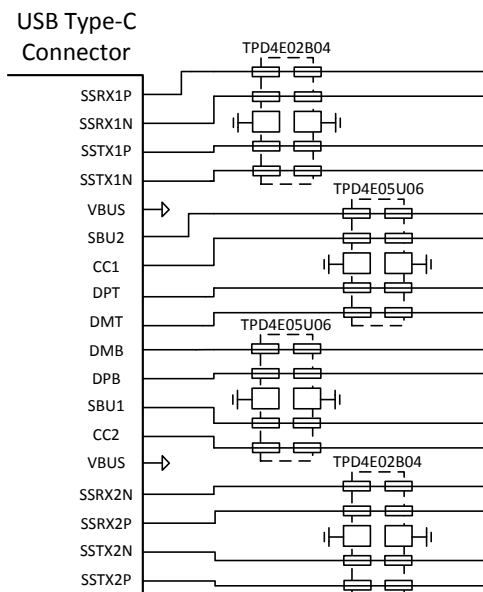 USB Type-C
Connector
TPD4E02B04
SSRX1P
SSRX1N
SSTX1P
SSTX1N
TPD4E05U06
VBUS
SBU2
CC1
DPT
DMT
TPD4E05U06
DMB
DPB
SBU1
CC2
VBUS
TPD4E02B04
SSRX2N
SSRX2P
SSTX2N
SSTX2P